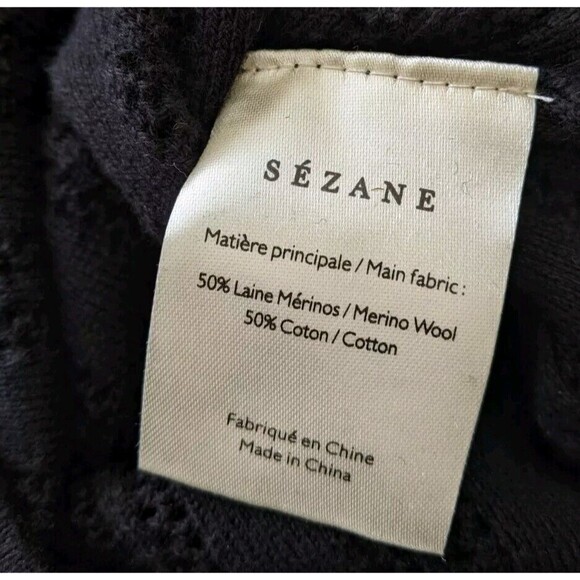 SÉZANE
Matière principale / Main fabric :
50% Laine Mérinos / Merino Wool
50% Coton / Cotton
Fabriqué en Chine
Made in China